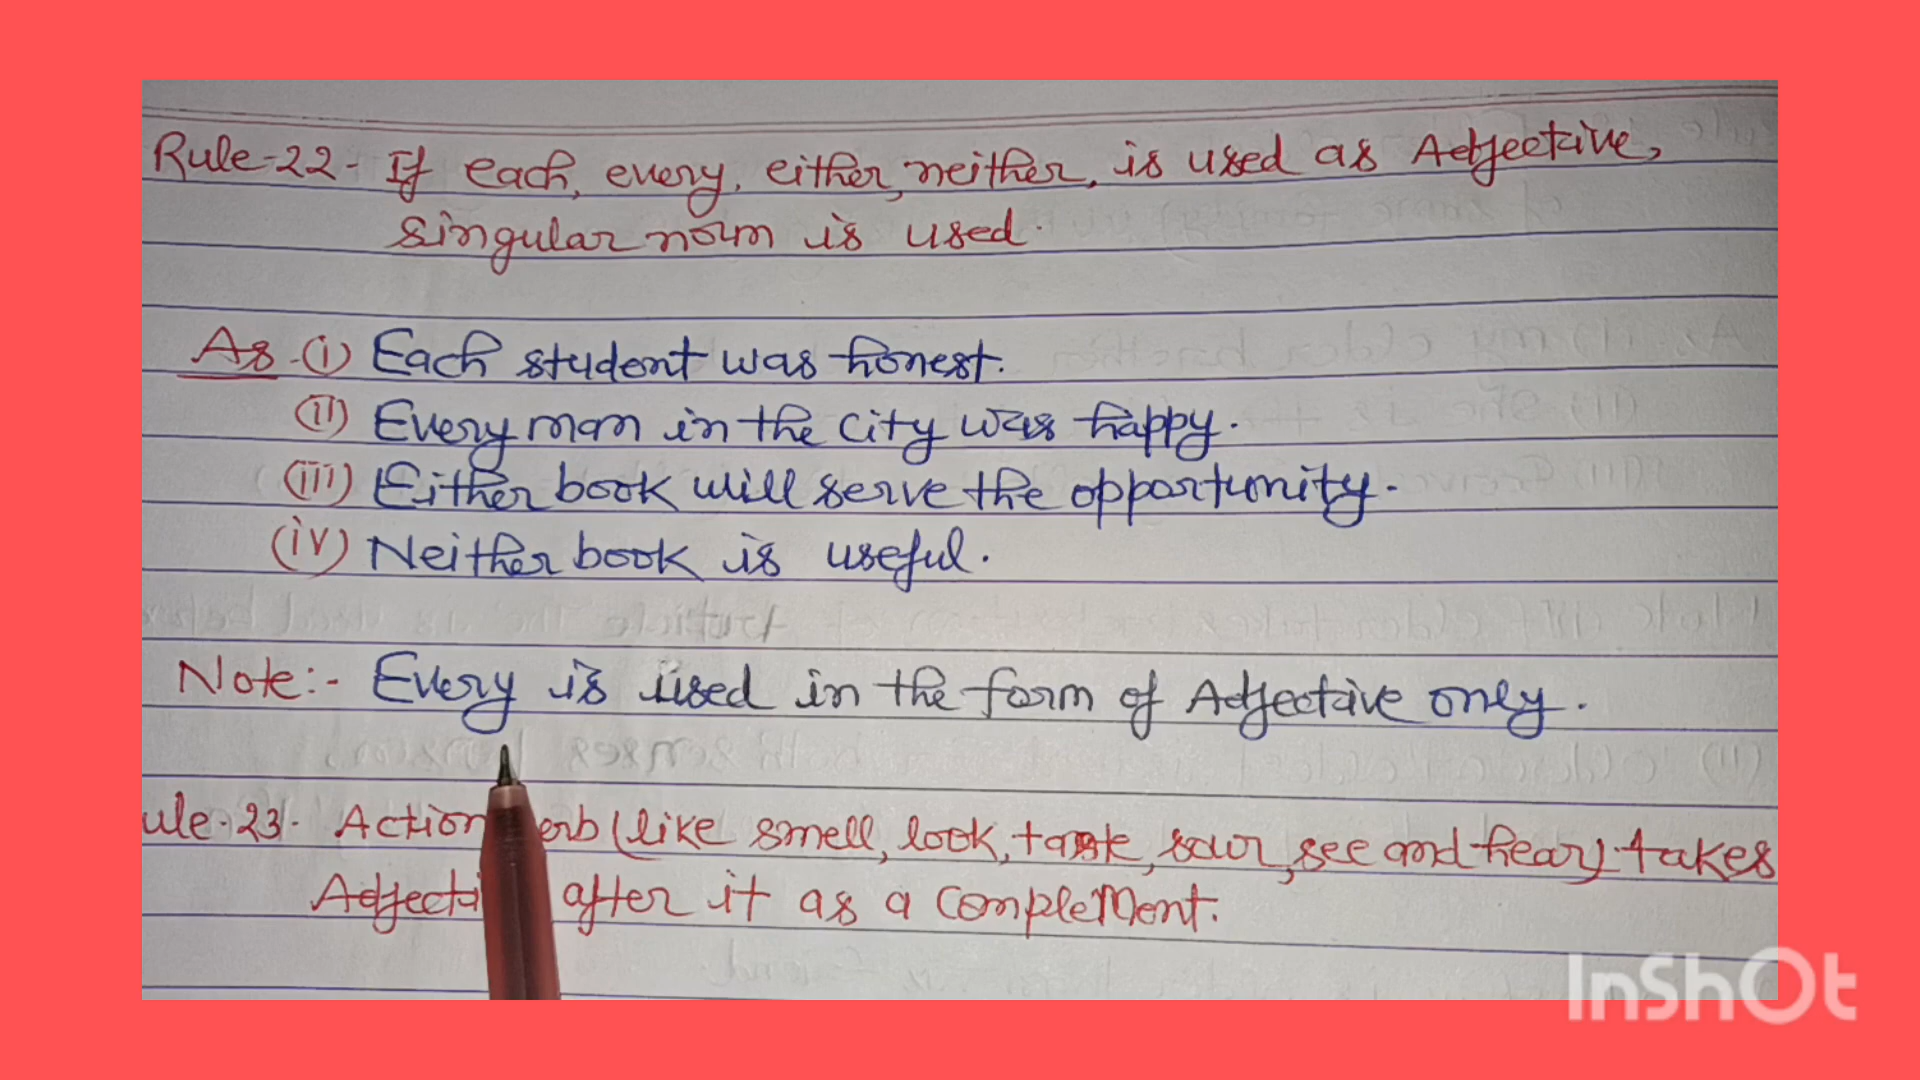 Rule-22- If each, every, either, neither, is used as Adjective,
singular noun is used.
As -(i) Each student was honest.
(ii) Every man in the city was happy.
(iii) Either book will serve the opportunity.
(iv) Neither book is useful.
Note:- Every is used in the form of Adjective only.
ule-23- Action erb (like smell, look, taste, sour, see and hear) takes
Adjecti after it as a complement.
InShOt